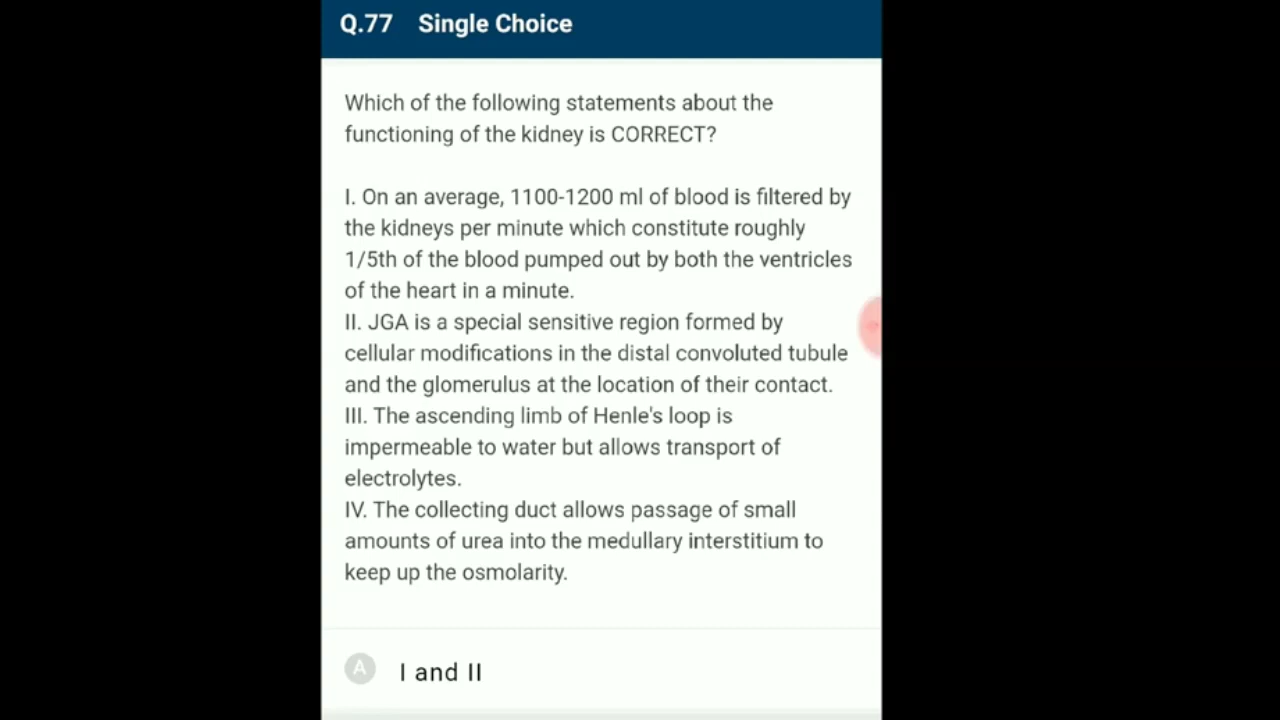 Q.77 Single Choice
Which of the following statements about the
functioning of the kidney is CORRECT?
I. On an average, 1100-1200 ml of blood is filtered by
the kidneys per minute which constitute roughly
1/5th of the blood pumped out by both the ventricles
of the heart in a minute.
II. JGA is a special sensitive region formed by
cellular modifications in the distal convoluted tubule
and the glomerulus at the location of their contact.
III. The ascending limb of Henle's loop is
impermeable to water but allows transport of
electrolytes.
IV. The collecting duct allows passage of small
amounts of urea into the medullary interstitium to
keep up the osmolarity.
A I and II